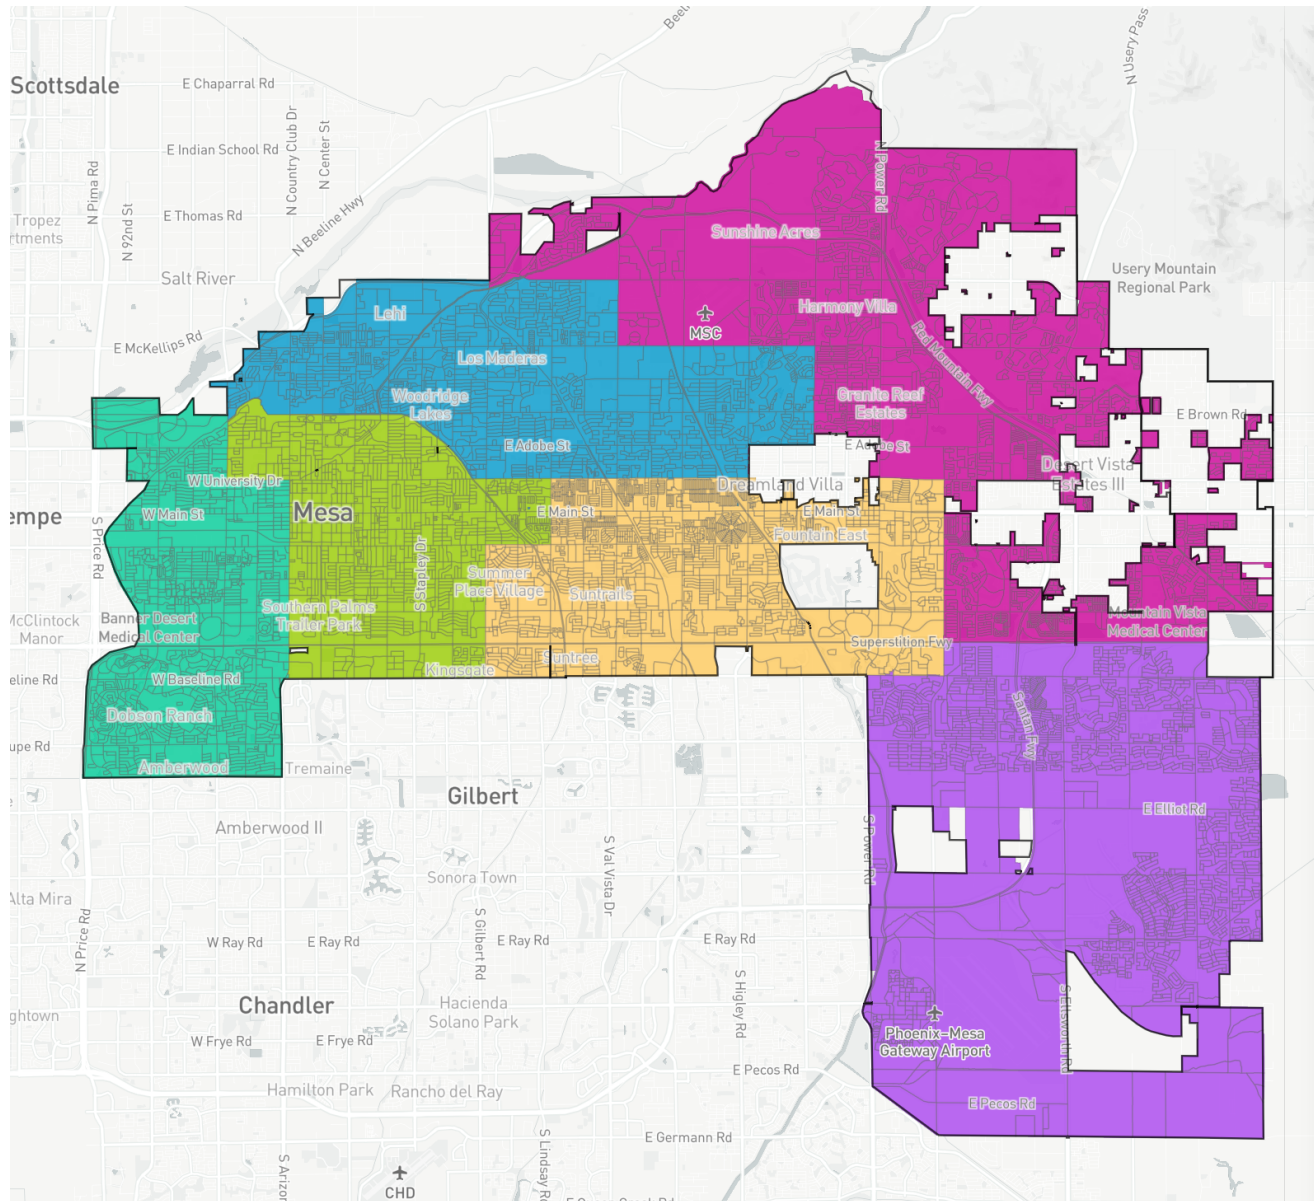 Beel
N Usery Pass
Scottsdale
E Chaparral Rd
N Country Club Dr
N Center St
E Indian School Rd
N Pima Rd
N Power Rd
N 92nd St
E Thomas Rd
Tropez
rtments
N Beeline Hwy
Sunshine Acres
Salt River
Usery Mountain
Regional Park
Lehi
Harmony Villa
MSC
E McKellips Rd
Red Mountain Fwy
Los Maderas
Woodridge
Lakes
Granite Reef
Estates
E Brown Rd
E Adobe St
E Adobe St
Desert Vista
Estates III
W University Dr
Dreamland Villa
Mesa
empe
W Main St
E Main St
E Main St
Fountain East
S Price Rd
S Stapley Dr
Summer
Place Village
Suntrails
Southern Palms
Trailer Park
McClintock
Manor
Banner Desert
Medical Center
Mountain Vista
Medical Center
Superstition Fwy
Suntree
Kingsgate
eline Rd
W Baseline Rd
Dobson Ranch
Santan Fwy
upe Rd
Amberwood
Tremaine
Gilbert
E Elliot Rd
Amberwood II
S Power Rd
S Val Vista Dr
Sonora Town
Alta Mira
N Price Rd
S Gilbert Rd
W Ray Rd
E Ray Rd
E Ray Rd
E Ray Rd
S Higley Rd
Chandler
Hacienda
Solano Park
ghtown
S Ellsworth Rd
Phoenix-Mesa
Gateway Airport
W Frye Rd
E Frye Rd
E Pecos Rd
Hamilton Park
Rancho del Ray
E Pecos Rd
E Germann Rd
S Arizon
S Lindsay Rd
CHD